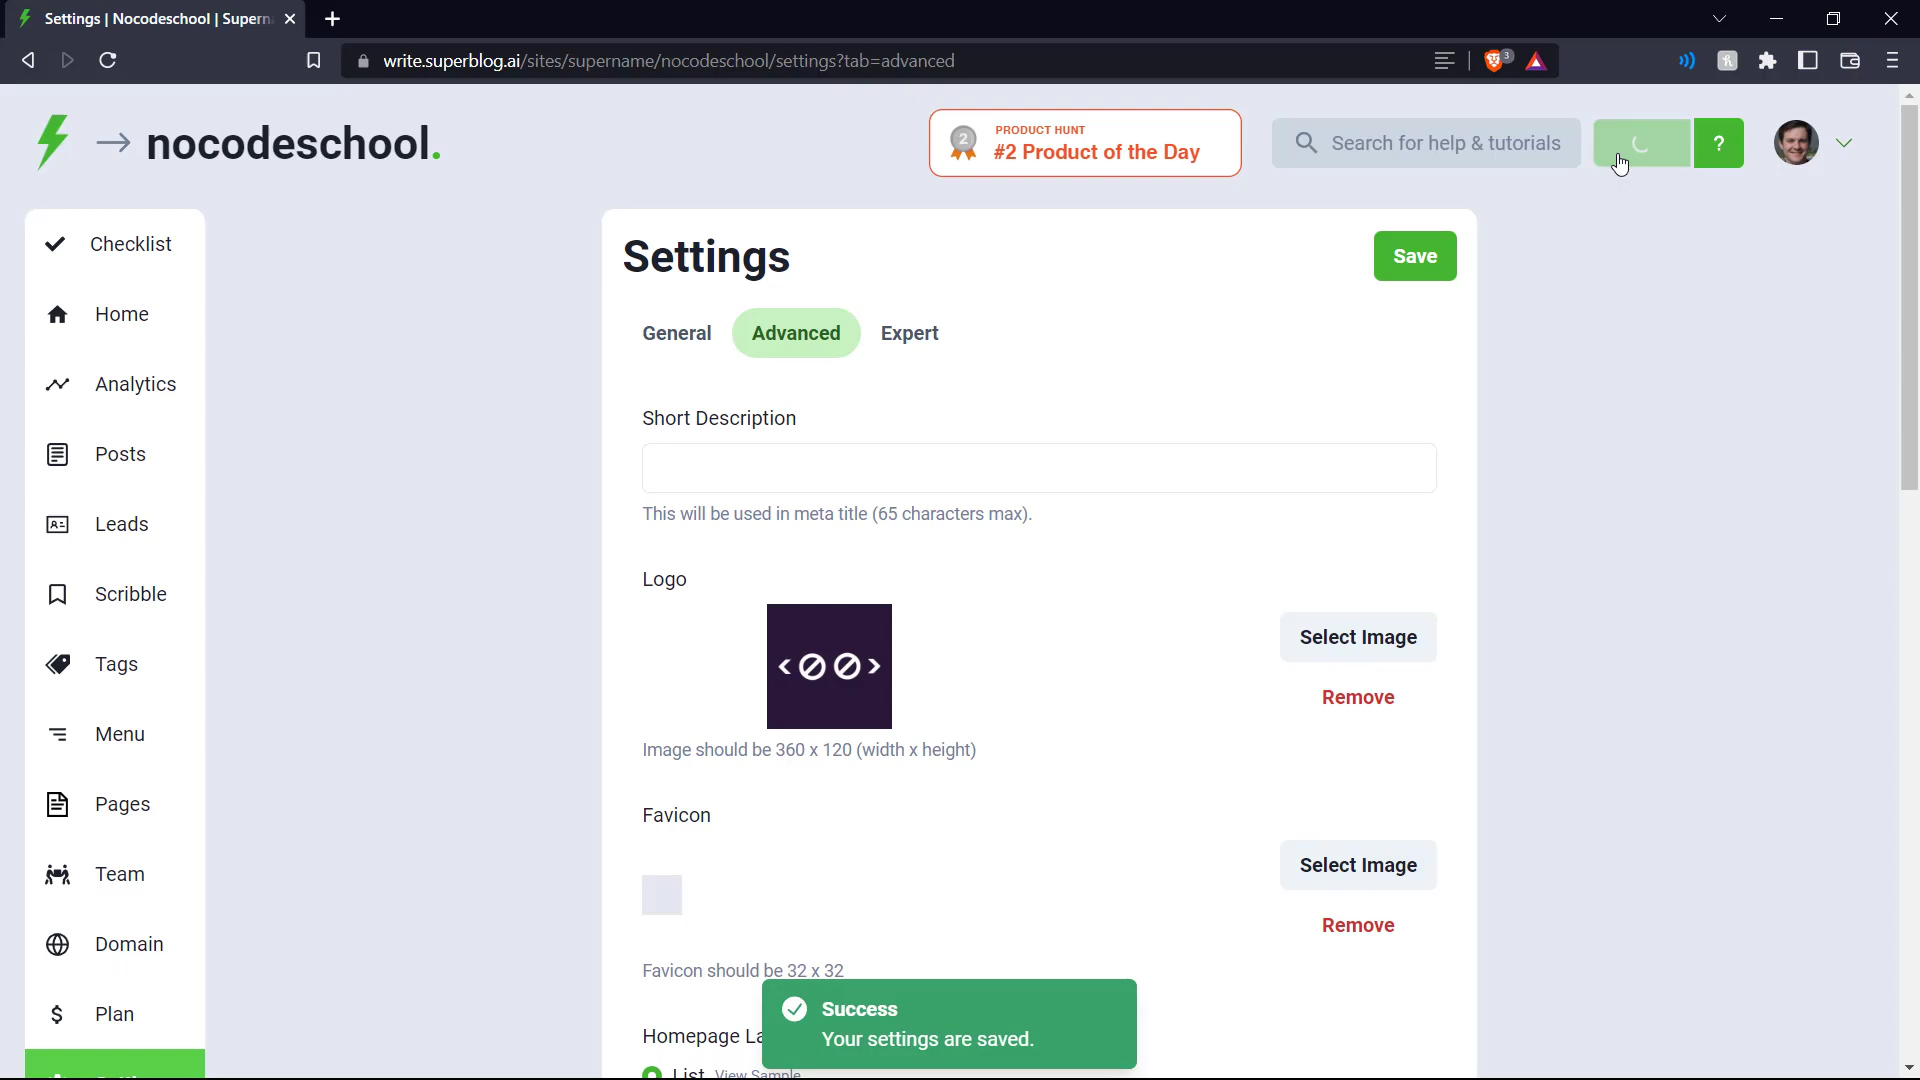 Settings | Nocodeschool | Supern
write.superblog.ai/sites/supername/nocodeschool/settings?tab=advanced
3
→ nocodeschool.
2
PRODUCT HUNT
#2 Product of the Day
Search for help & tutorials
?
Checklist
Home
Analytics
Posts
Leads
Scribble
Tags
Menu
Pages
Team
Domain
$ Plan
Settings
Save
General
Advanced
Expert
Short Description
This will be used in meta title (65 characters max).
Logo
Select Image
Remove
Image should be 360 x 120 (width x height)
Favicon
Select Image
Remove
Favicon should be 32 x 32
Homepage La
List View Sample
Success
Your settings are saved.